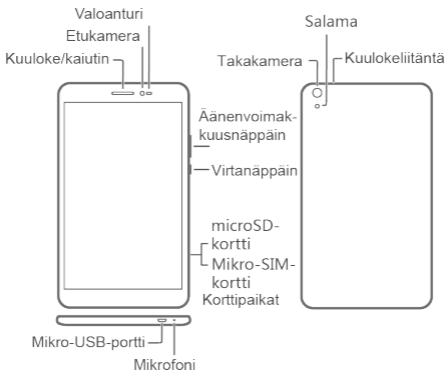 Valoanturi
Etukamera
Kuuloke/kaiutin
Salama
Takakamera
Kuulokeliitäntä
Äänenvoimak-
kuusnäppäin
Virtanäppäin
microSD-
kortti
Mikro-SIM-
kortti
Korttipaikat
Mikro-USB-portti
Mikrofoni